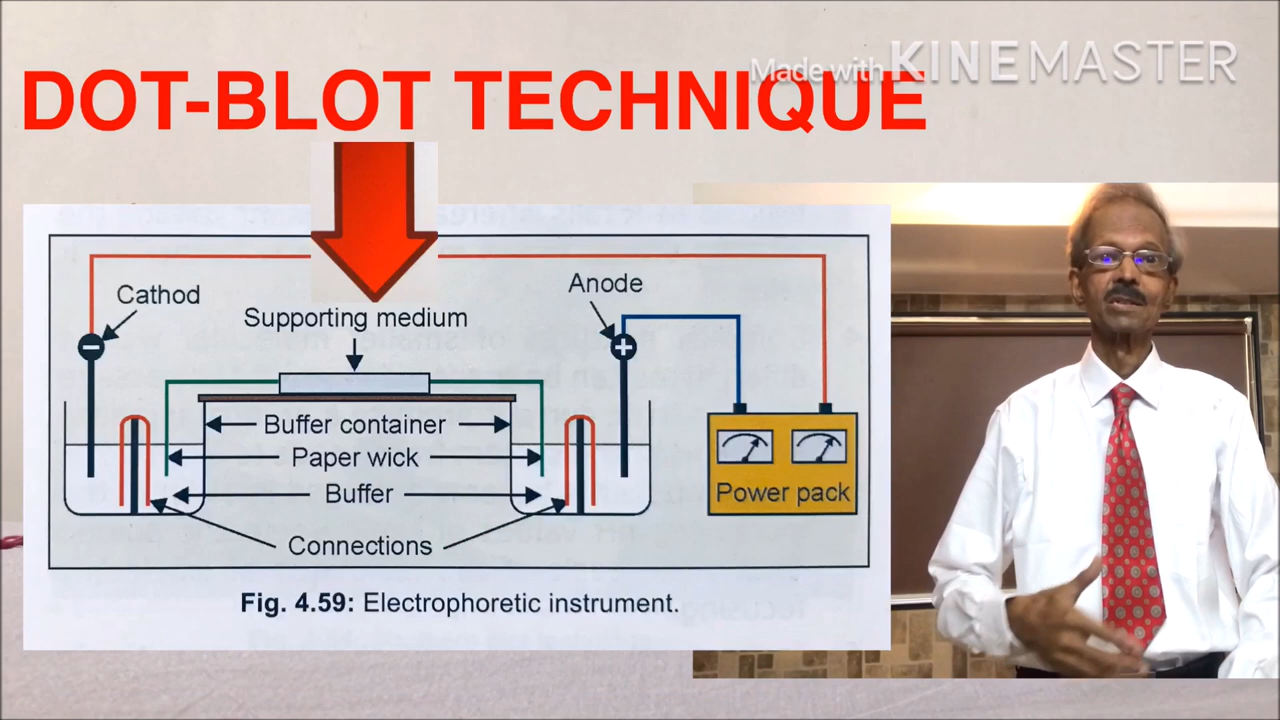 DOT-BLOT TECHNIQUE
Made with KINEMASTER
Cathod
Anode
Supporting medium
Buffer container
Paper wick
Buffer
Power pack
Connections
Fig. 4.59: Electrophoretic instrument.